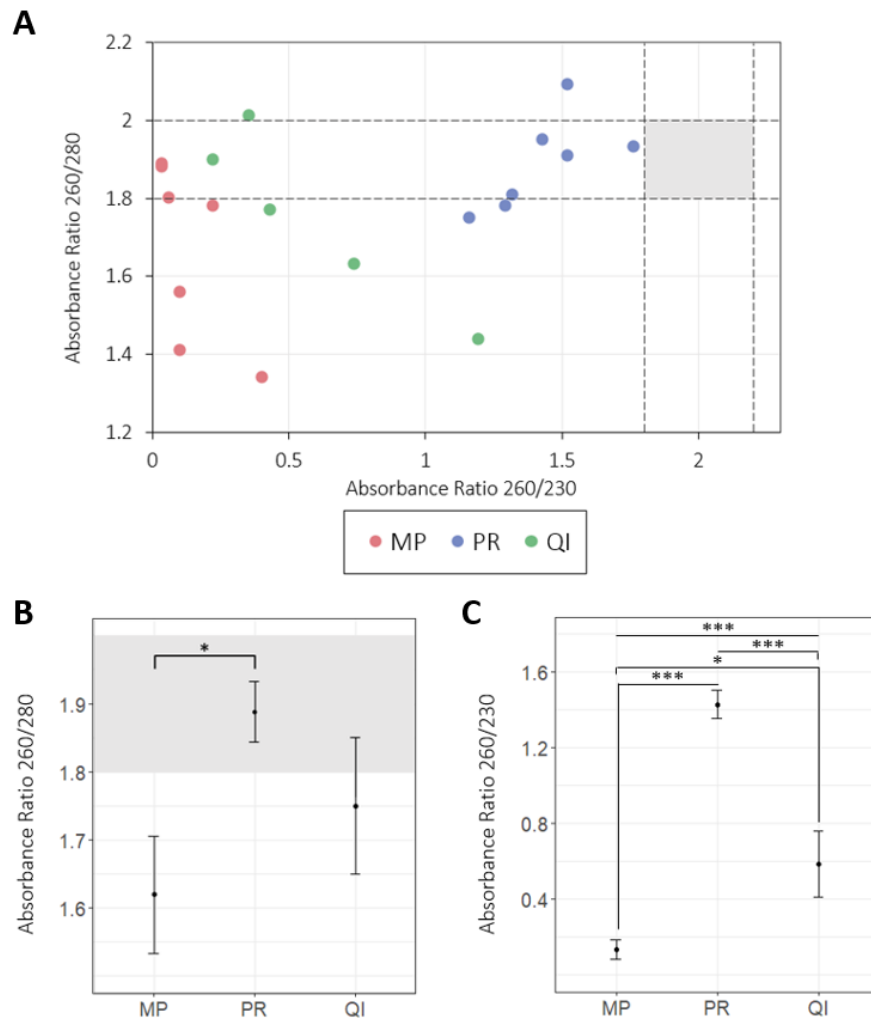 A
Absorbance Ratio 260/280
2.2
2
1.8
1.6
1.4
1.2
0
0.5
1
1.5
2
Absorbance Ratio 260/230
MP PR QI
B
Absorbance Ratio 260/280
1.9
1.8
1.7
1.6
*
MP PR QI
C
Absorbance Ratio 260/230
1.6
1.2
0.8
0.4
***
***
*
***
MP PR QI